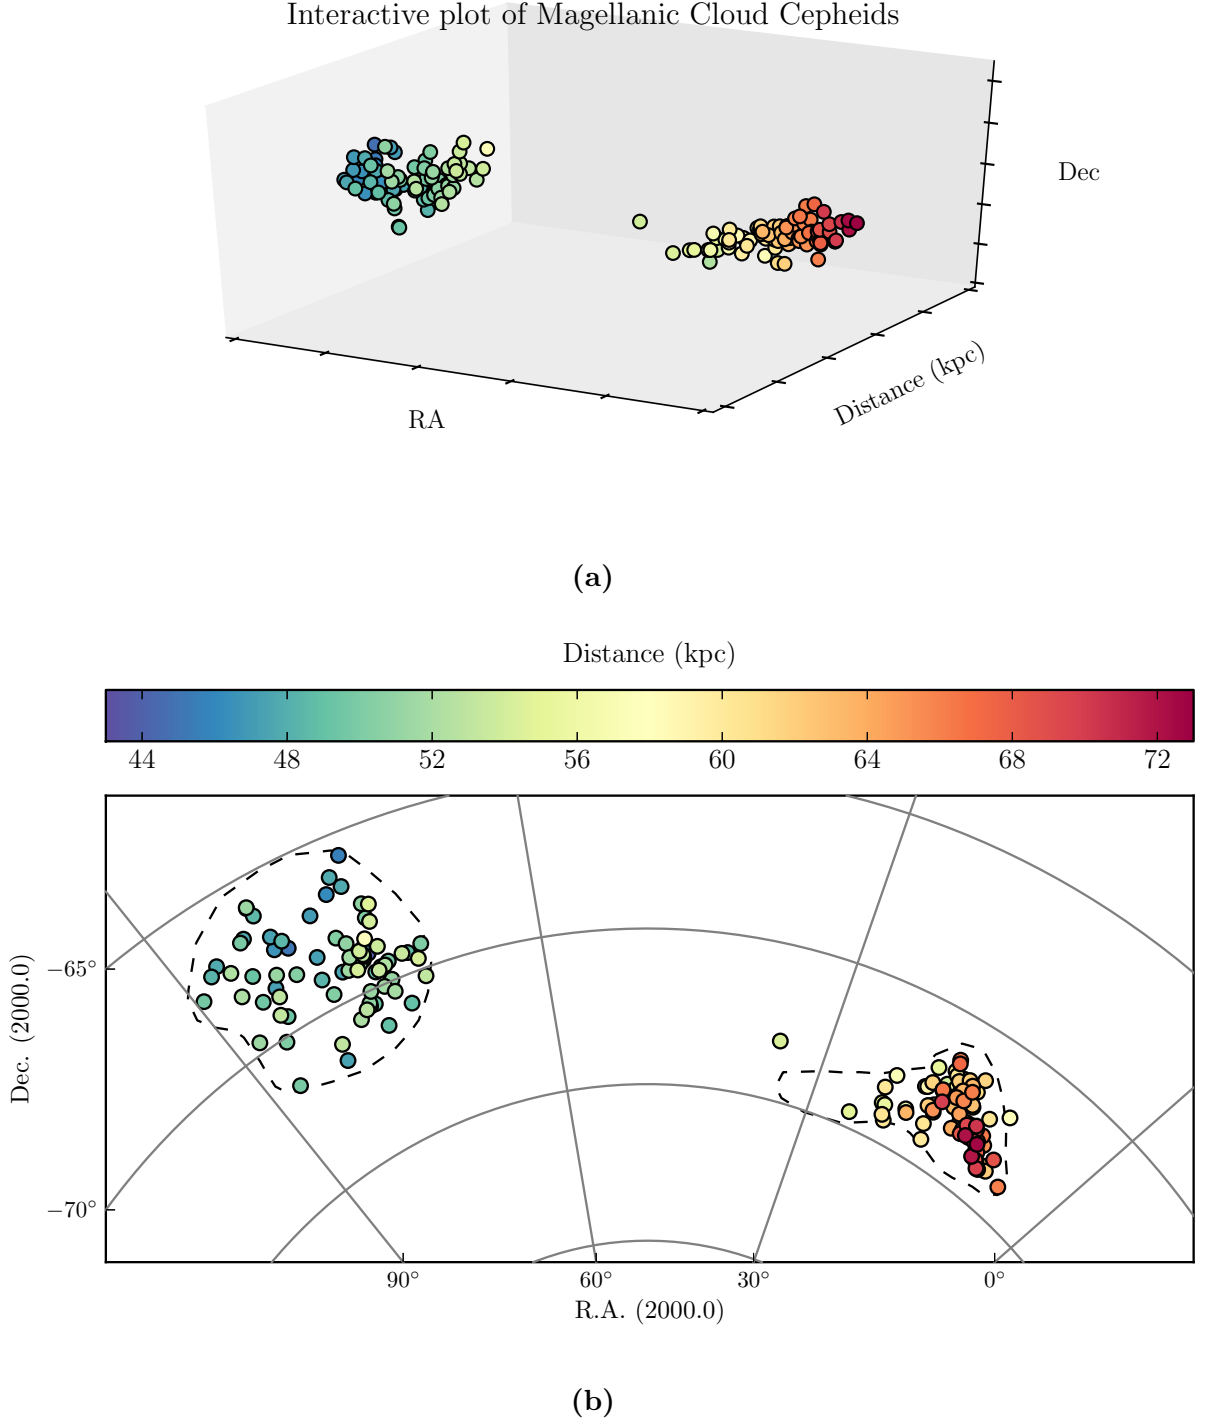 Interactive plot of Magellanic Cloud Cepheids
Dec
Distance (kpc)
RA
(a)
Distance (kpc)
44 48 52 56 60 64 68 72
Dec. (2000.0)
−65°
−70°
90° 60° 30° 0°
R.A. (2000.0)
(b)